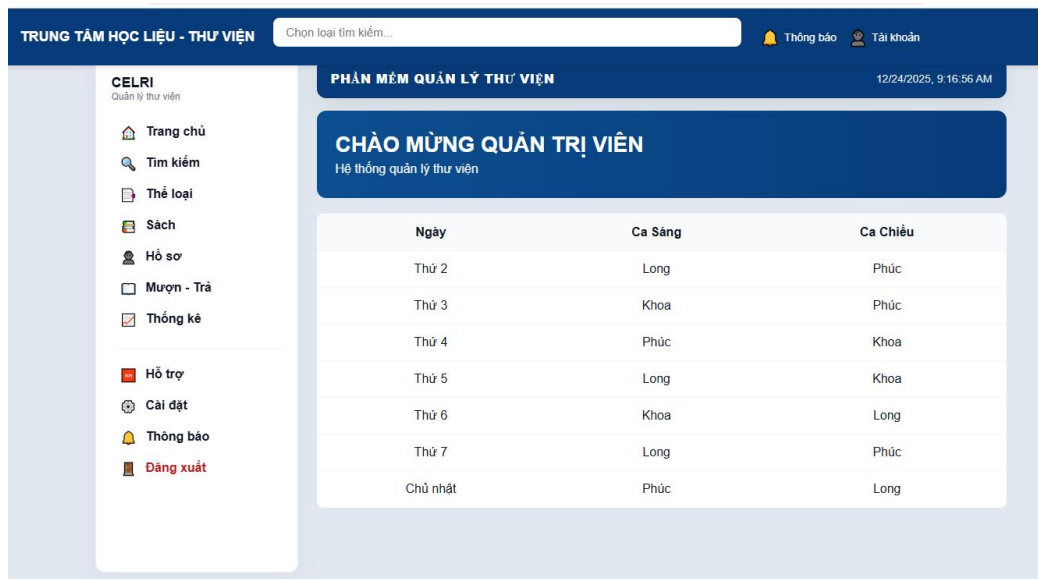 TRUNG TÂM HỌC LIỆU - THƯ VIỆN
Chọn loại tìm kiếm...
Thông báo
Tài khoản
CELRI
Quản lý thư viện
Trang chủ
Tìm kiếm
Thể loại
Sách
Hồ sơ
Mượn - Trả
Thống kê
Hỗ trợ
Cài đặt
Thông báo
Đăng xuất
PHẦN MỀM QUẢN LÝ THƯ VIỆN
12/24/2025, 9:16:56 AM
CHÀO MỪNG QUẢN TRỊ VIÊN
Hệ thống quản lý thư viện
Ngày Ca Sáng Ca Chiều
Thứ 2 Long Phúc
Thứ 3 Khoa Phúc
Thứ 4 Phúc Khoa
Thứ 5 Long Khoa
Thứ 6 Khoa Long
Thứ 7 Long Phúc
Chủ nhật Phúc Long